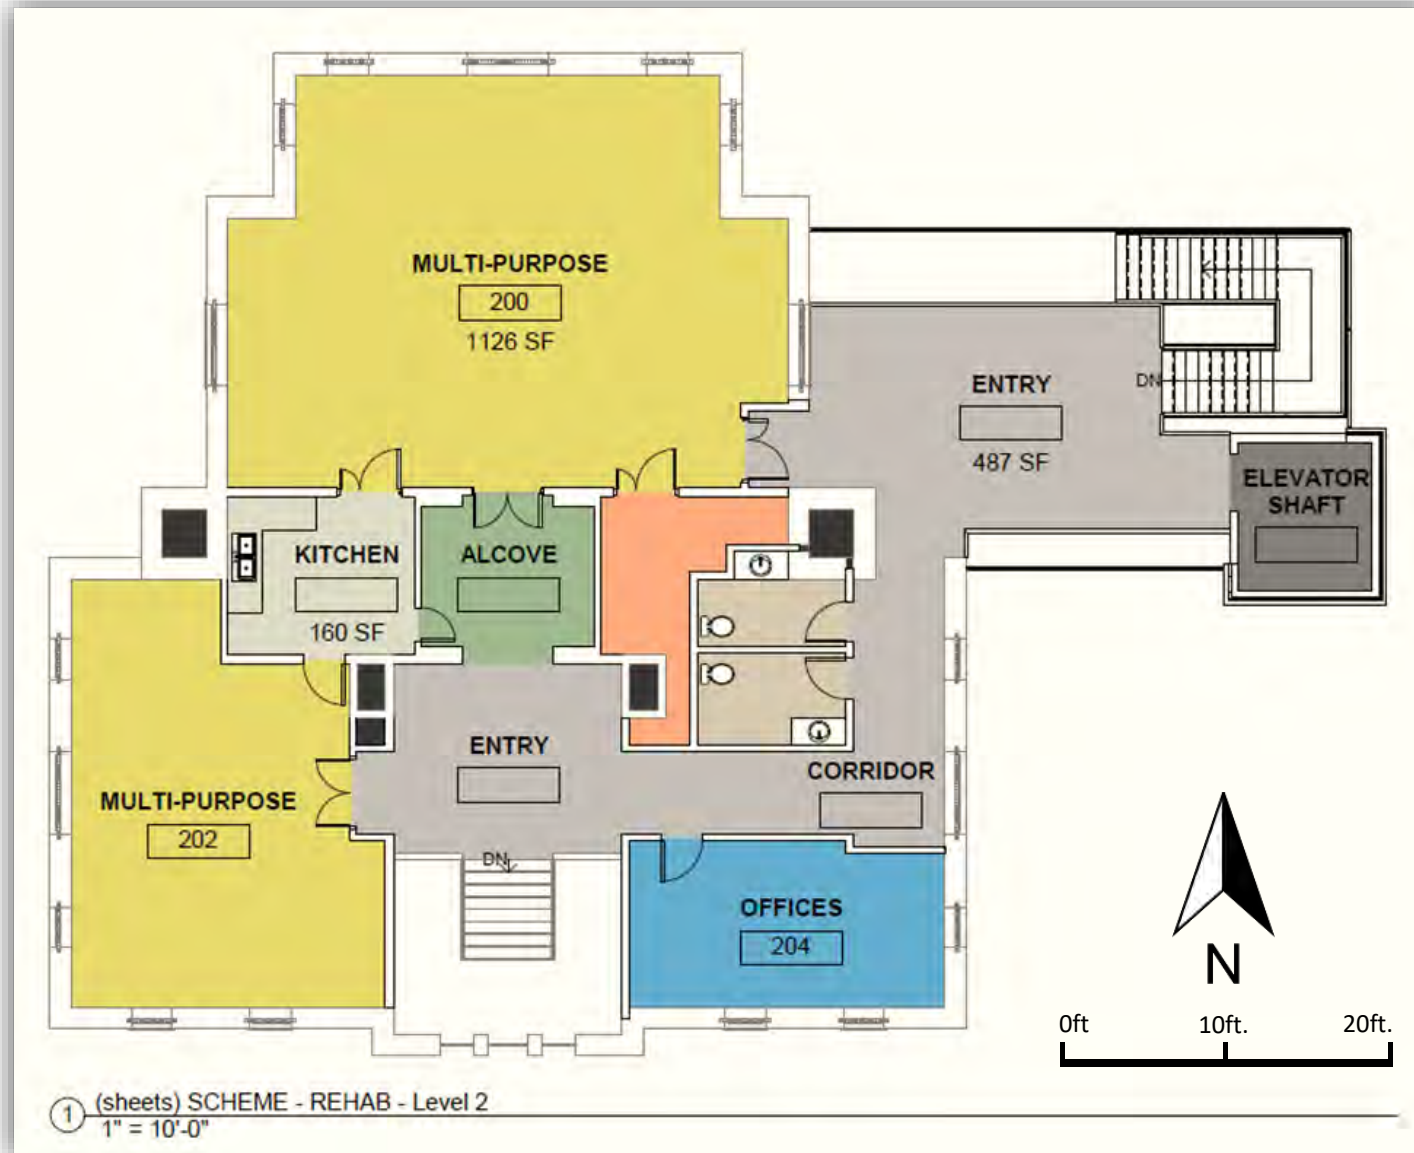 MULTI-PURPOSE
200
1126 SF
ENTRY
487 SF
DN
ELEVATOR
SHAFT
KITCHEN
160 SF
ALCOVE
ENTRY
DN
CORRIDOR
MULTI-PURPOSE
202
OFFICES
204
N
0ft 10ft. 20ft.
1 (sheets) SCHEME - REHAB - Level 2
1" = 10'-0"